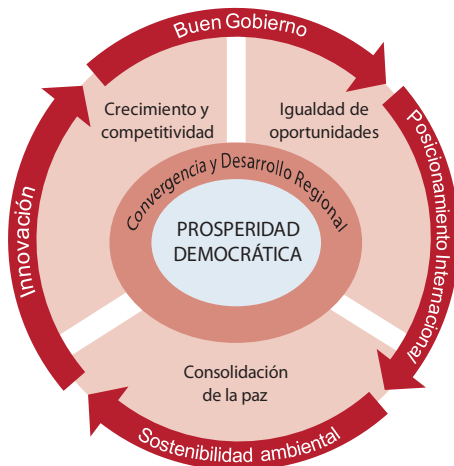 Buen Gobierno
Crecimiento y
competitividad
Igualdad de
oportunidades
Posicionamiento Internacional
Innovación
Convergencia y Desarrollo Regional
PROSPERIDAD
DEMOCRÁTICA
Consolidación
de la paz
Sostenibilidad ambiental